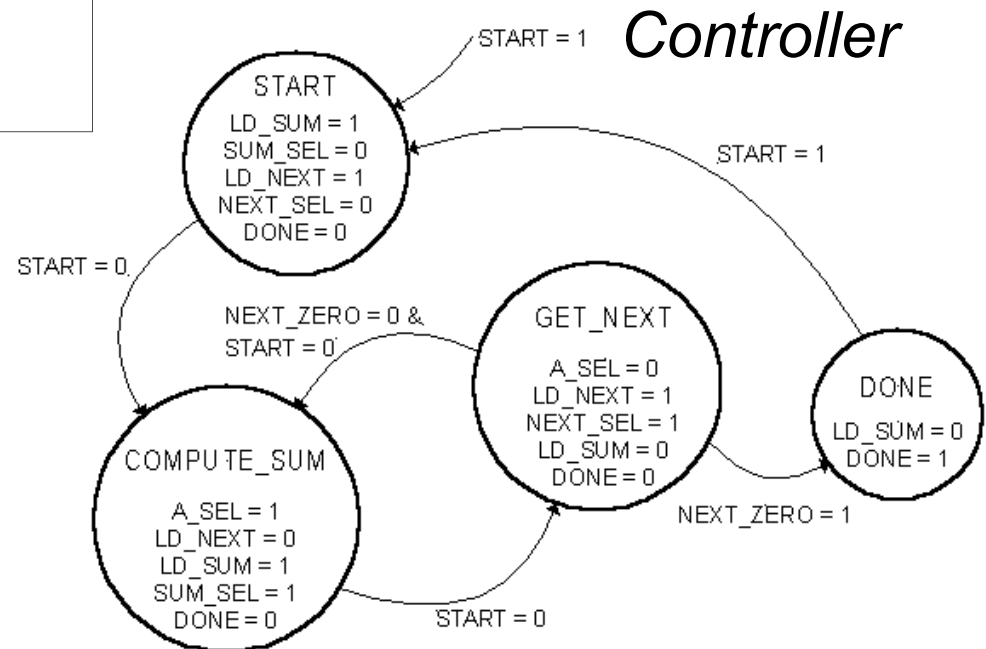 Controller
START = 1
START
LD_SUM = 1
SUM_SEL = 0
LD_NEXT = 1
NEXT_SEL = 0
DONE = 0
START = 1
START = 0
NEXT_ZERO = 0 &
START = 0
GET_NEXT
A_SEL = 0
LD_NEXT = 1
NEXT_SEL = 1
LD_SUM = 0
DONE = 0
DONE
LD_SUM = 0
DONE = 1
COMPUTE_SUM
A_SEL = 1
LD_NEXT = 0
LD_SUM = 1
SUM_SEL = 1
DONE = 0
NEXT_ZERO = 1
START = 0